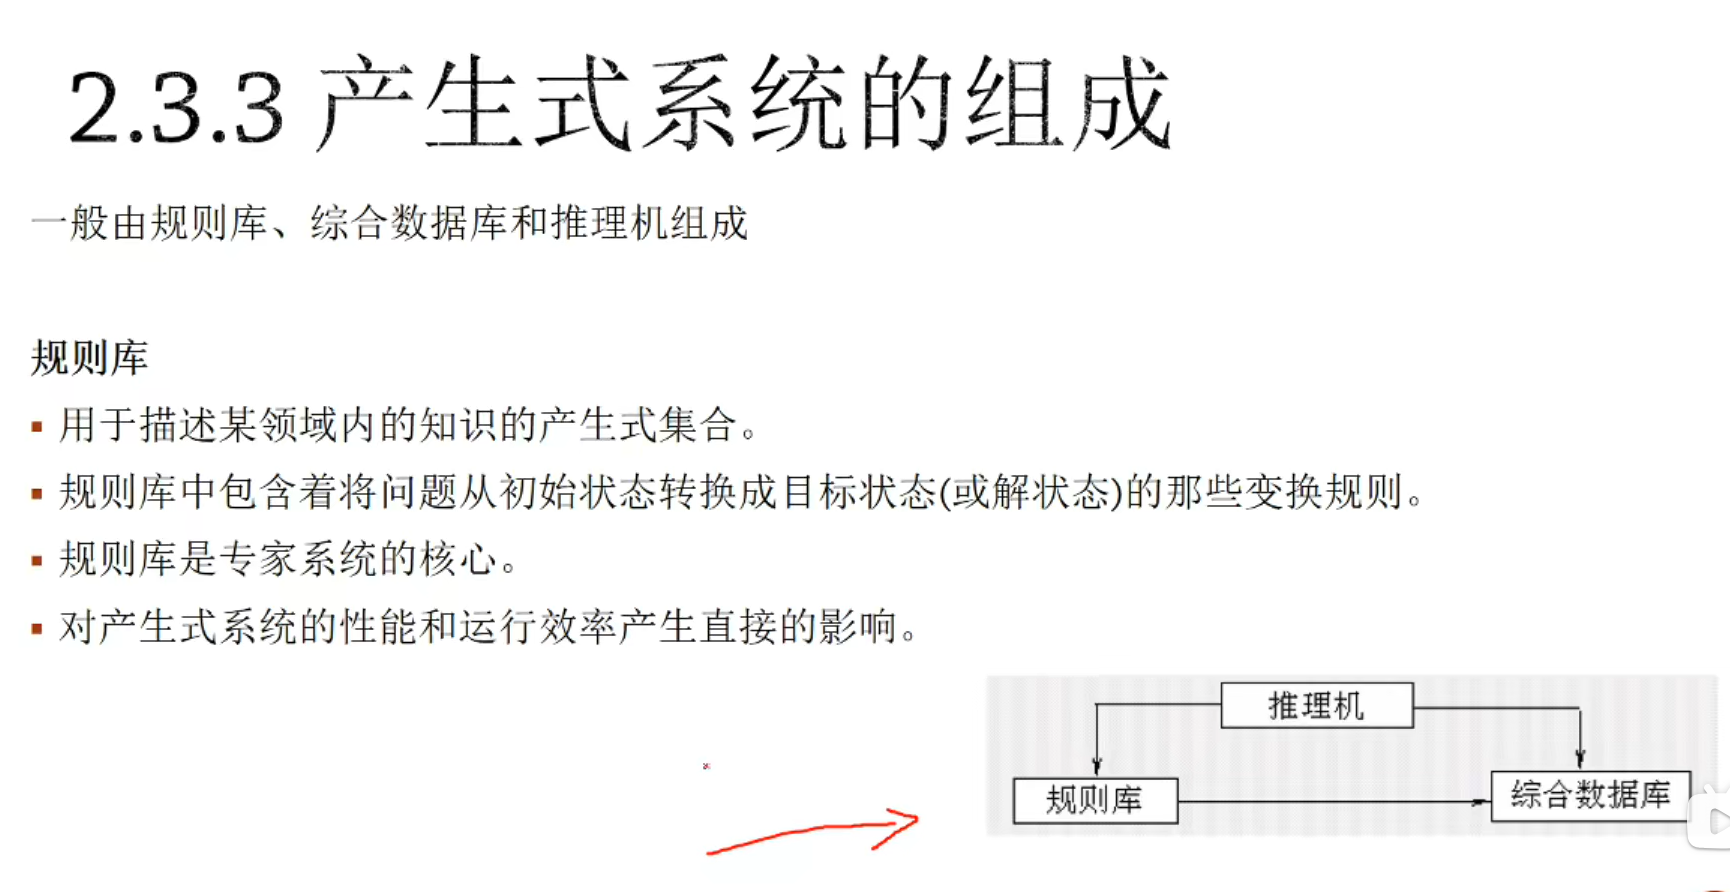 2.3.3 产生式系统的组成
一般由规则库、综合数据库和推理机组成
规则库
用于描述某领域内的知识的产生式集合。
规则库中包含着将问题从初始状态转换成目标状态(或解状态)的那些变换规则。
规则库是专家系统的核心。
对产生式系统的性能和运行效率产生直接的影响。
推理机
规则库
综合数据库